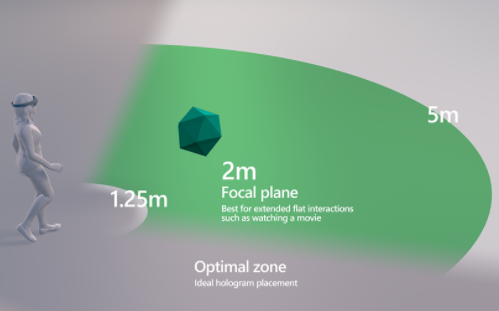 5m
2m
Focal plane
1.25m
Best for extended flat interactions
such as watching a movie
Optimal zone
Ideal hologram placement